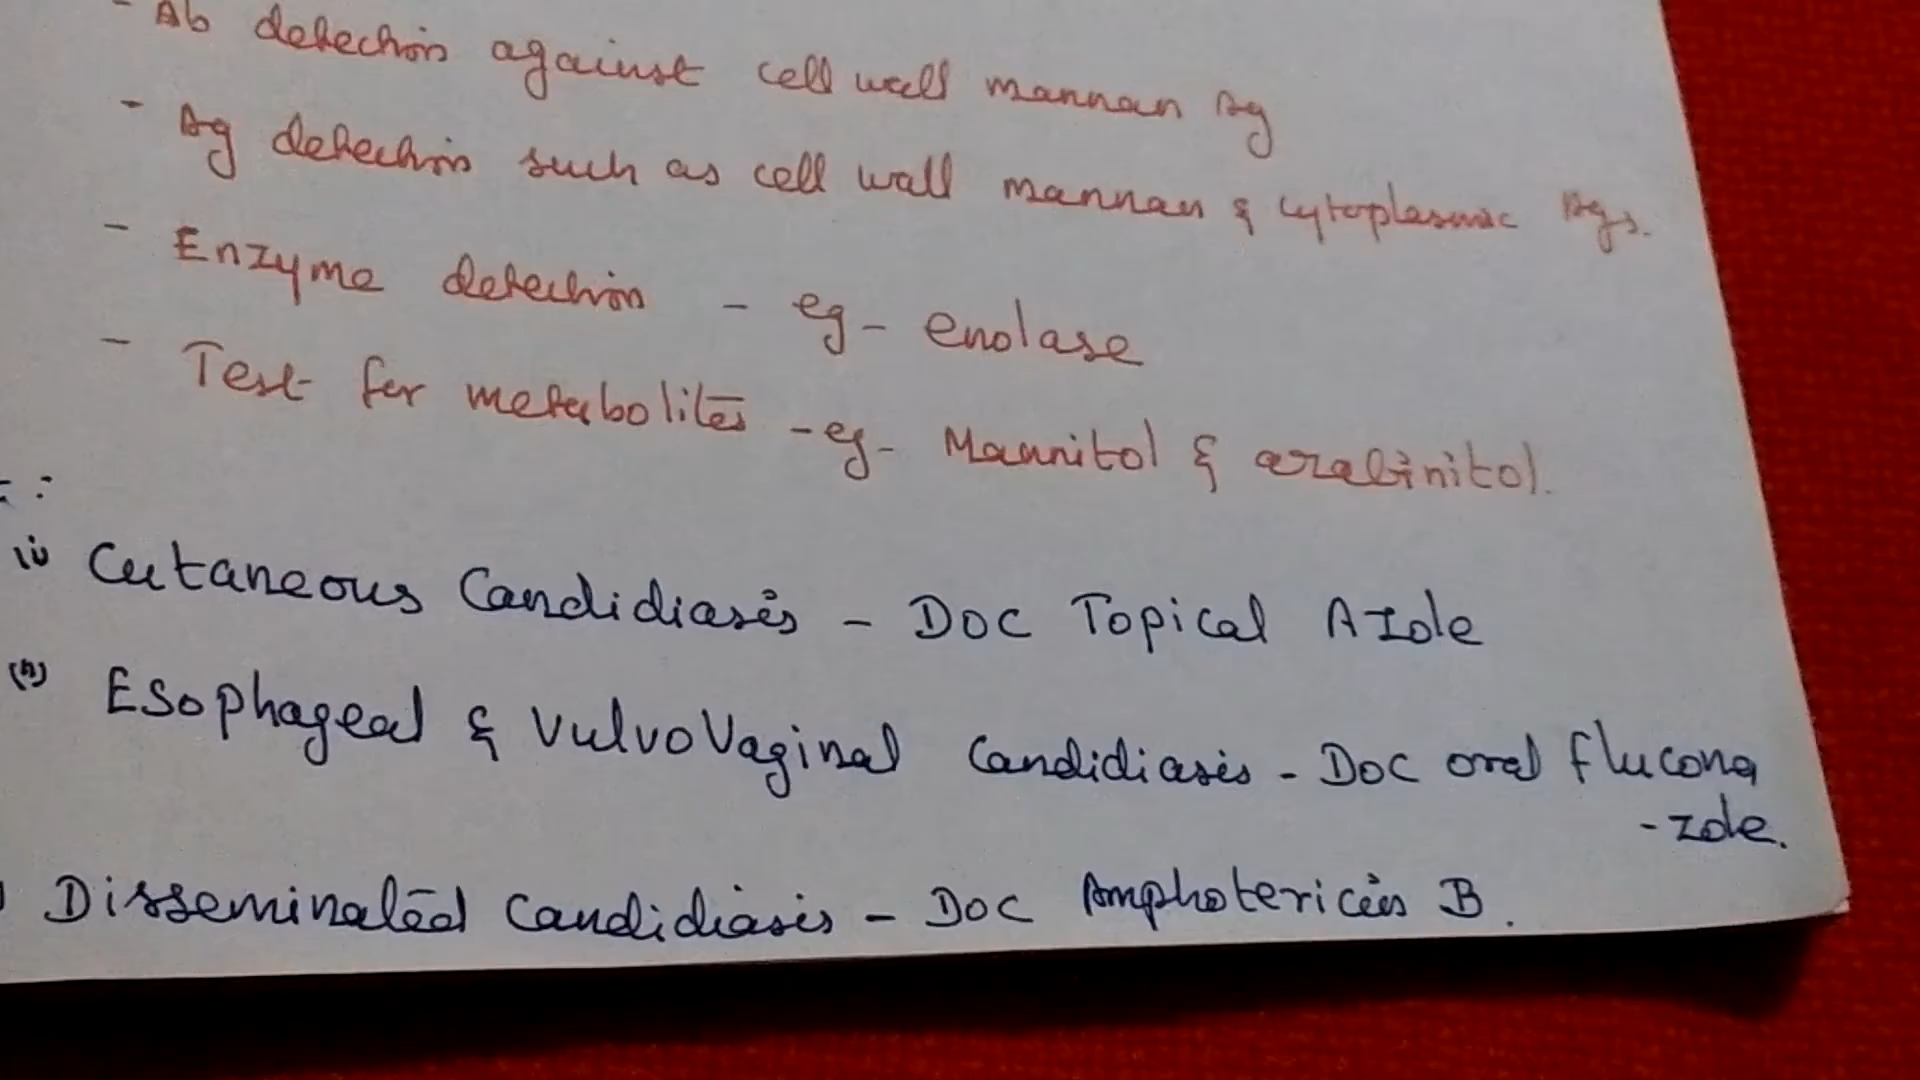 - Ab detection against cell wall mannan Ag
- Ag detection such as cell wall mannan & cytoplasmic Ags.
- Enzyme detection - eg- enolase
- Test for metabolites - eg- Mannitol & arabinitol.
(i) Cutaneous Candidiasis - DOC Topical Azole
(ii) Esophageal & VulvoVaginal Candidiasis - DOC oral flucona
-zole.
Disseminated Candidiasis - DOC Amphotericin B.